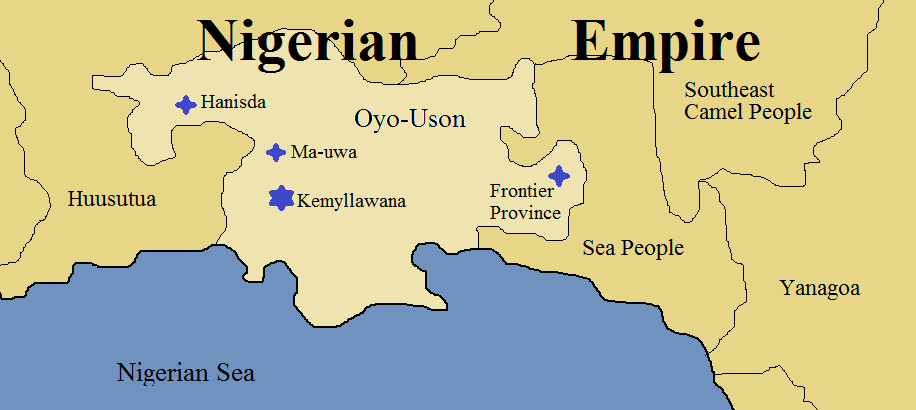 Nigerian Empire
Southeast
Camel People
Hanisda
Oyo-Uson
Ma-uwa
Frontier
Province
Huusutua
Kemyllawana
Sea People
Yanagoa
Nigerian Sea